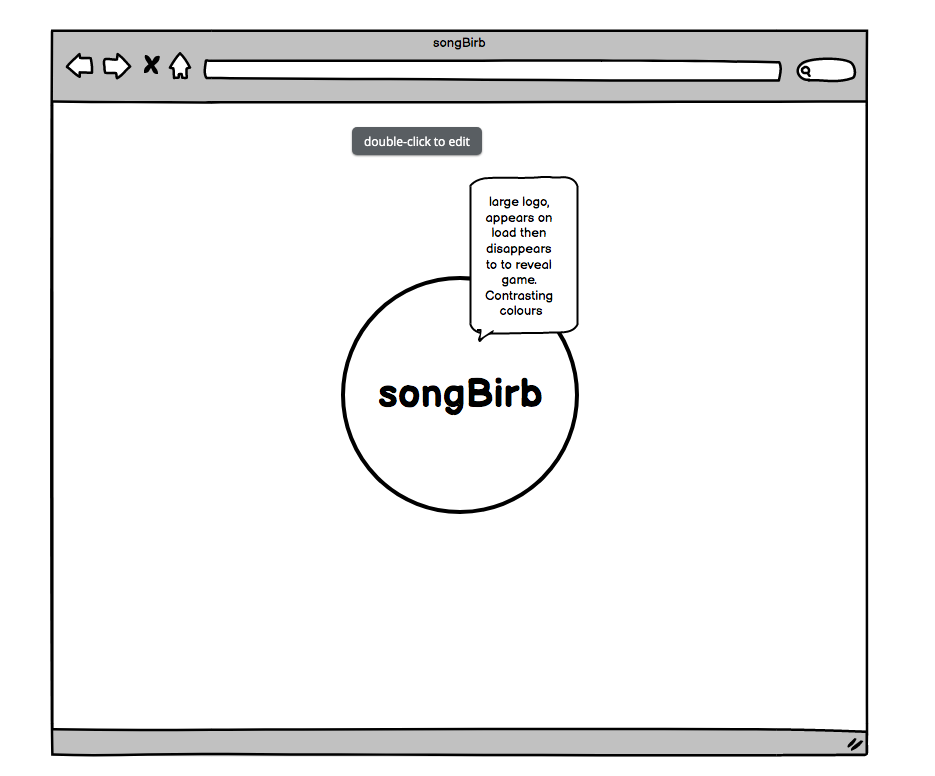 songBirb
double-click to edit
large logo,
appears on
load then
disappears
to to reveal
game.
Contrasting
colours
songBirb